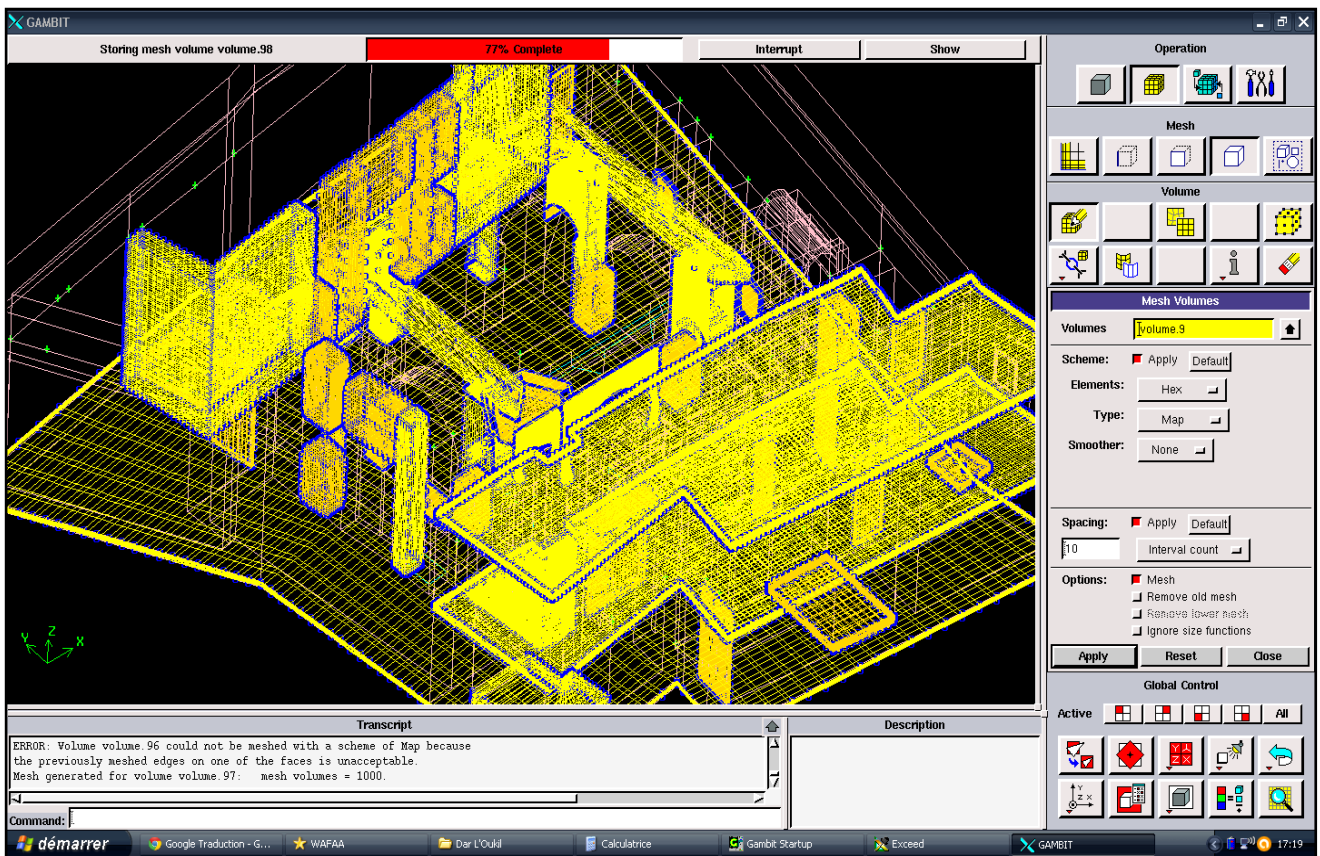 GAMBIT
Storing mesh volume volume.98
77% Complete
Interrupt
Show
Operation
Mesh
Volume
Mesh Volumes
Volumes
volume.9
Scheme:
Apply
Default
Elements:
Hex
Type:
Map
Smoother:
None
Spacing:
Apply
Default
10
Interval count
Options:
Mesh
Remove old mesh
Remove lower mesh
Ignore size functions
Apply
Reset
Close
Global Control
Active
All
Y
Z
X
Transcript
Description
ERROR: Volume volume.96 could not be meshed with a scheme of Map because
the previously meshed edges on one of the faces is unacceptable.
Mesh generated for volume volume.97: mesh volumes = 1000.
Command:
démarrer
Google Traduction - G...
WAFAA
Dar L'Oukil
Calculatrice
Gambit Startup
Exceed
GAMBIT
17:19